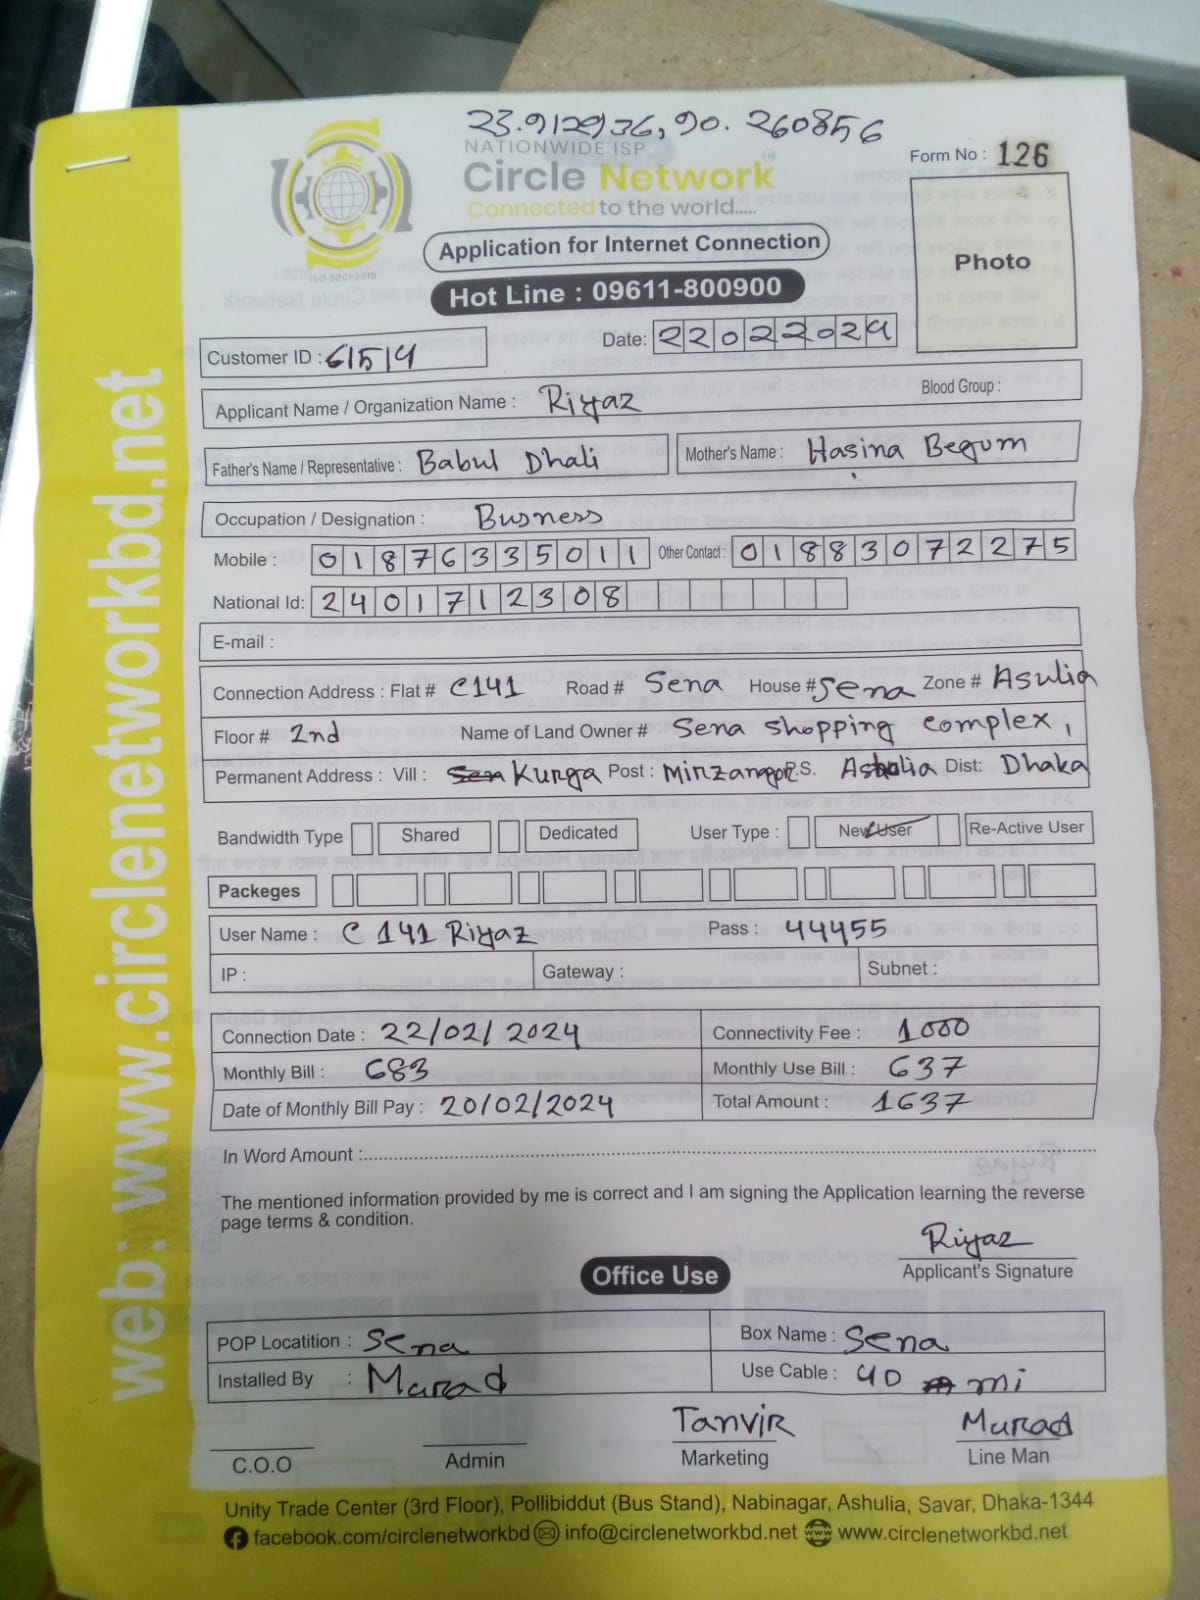 23.912936, 90.260856
NATIONWIDE ISP
Circle Network
Connected to the world.....
ISO 9001:2015
Form No : 126
Photo
Application for Internet Connection
Hot Line : 09611-800900
Date: 22022024
Customer ID : 61519
Applicant Name / Organization Name : Riyaz Blood Group :
Father's Name / Representative : Babul Dhali Mother's Name : Hasina Begum
Occupation / Designation : Busness
Mobile : 01876335011 Other Contact : 01883072275
National Id: 2401712308
E-mail :
Connection Address : Flat # C141 Road # Sena House # Sena Zone # Asulia
Floor # 2nd Name of Land Owner # Sena shopping complex,
Permanent Address : Vill : Kurga Post : Mirzanagor P.S. Ashulia Dist: Dhaka
Bandwidth Type Shared Dedicated User Type : New User Re-Active User
Packeges
User Name : C 141 Riyaz Pass : 44455
IP : Gateway : Subnet :
Connection Date : 22/02/2024 Connectivity Fee : 1000
Monthly Bill : 683 Monthly Use Bill : 637
Date of Monthly Bill Pay : 20/02/2024 Total Amount : 1637
In Word Amount :
The mentioned information provided by me is correct and I am signing the Application learning the reverse
page terms & condition.
Riyaz
Applicant's Signature
Office Use
POP Locatition : Sena Box Name : Sena
Installed By : Murad Use Cable : 40 mi
Tanvir Murad
C.O.O Admin Marketing Line Man
Unity Trade Center (3rd Floor), Pollibiddut (Bus Stand), Nabinagar, Ashulia, Savar, Dhaka-1344
facebook.com/circlenetworkbd info@circlenetworkbd.net www.circlenetworkbd.net
web: www.circlenetworkbd.net